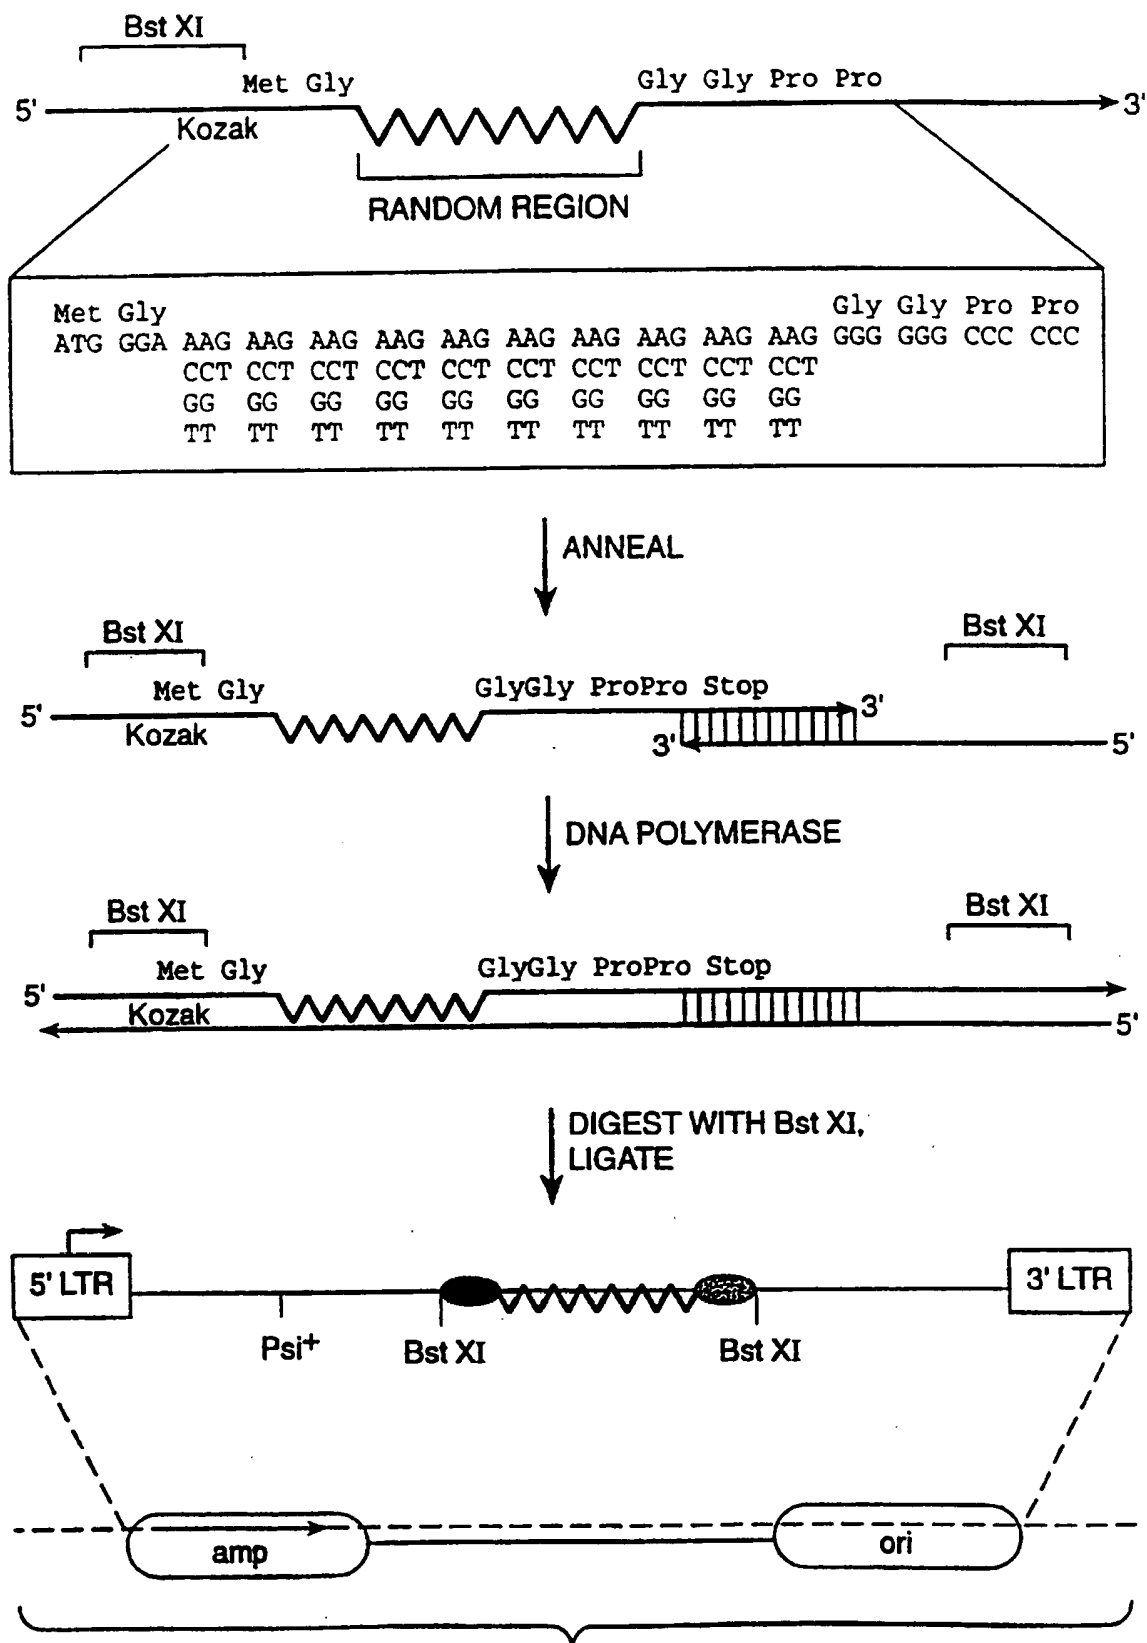 Bst XI
Met Gly
Gly Gly Pro Pro
5'
3'
Kozak
RANDOM REGION
Met Gly
Gly Gly Pro Pro
ATG GGA AAG AAG AAG AAG AAG AAG AAG AAG AAG AAG GGG GGG CCC CCC
CCT CCT CCT CCT CCT CCT CCT CCT CCT CCT
GG GG GG GG GG GG GG GG GG GG
TT TT TT TT TT TT TT TT TT TT
ANNEAL
Bst XI
Bst XI
Met Gly
GlyGly ProPro Stop
5'
3'
Kozak
3'
5'
DNA POLYMERASE
Bst XI
Bst XI
Met Gly
GlyGly ProPro Stop
5'
Kozak
5'
DIGEST WITH Bst XI,
LIGATE
5' LTR
3' LTR
Psi+
Bst XI
Bst XI
amp
ori